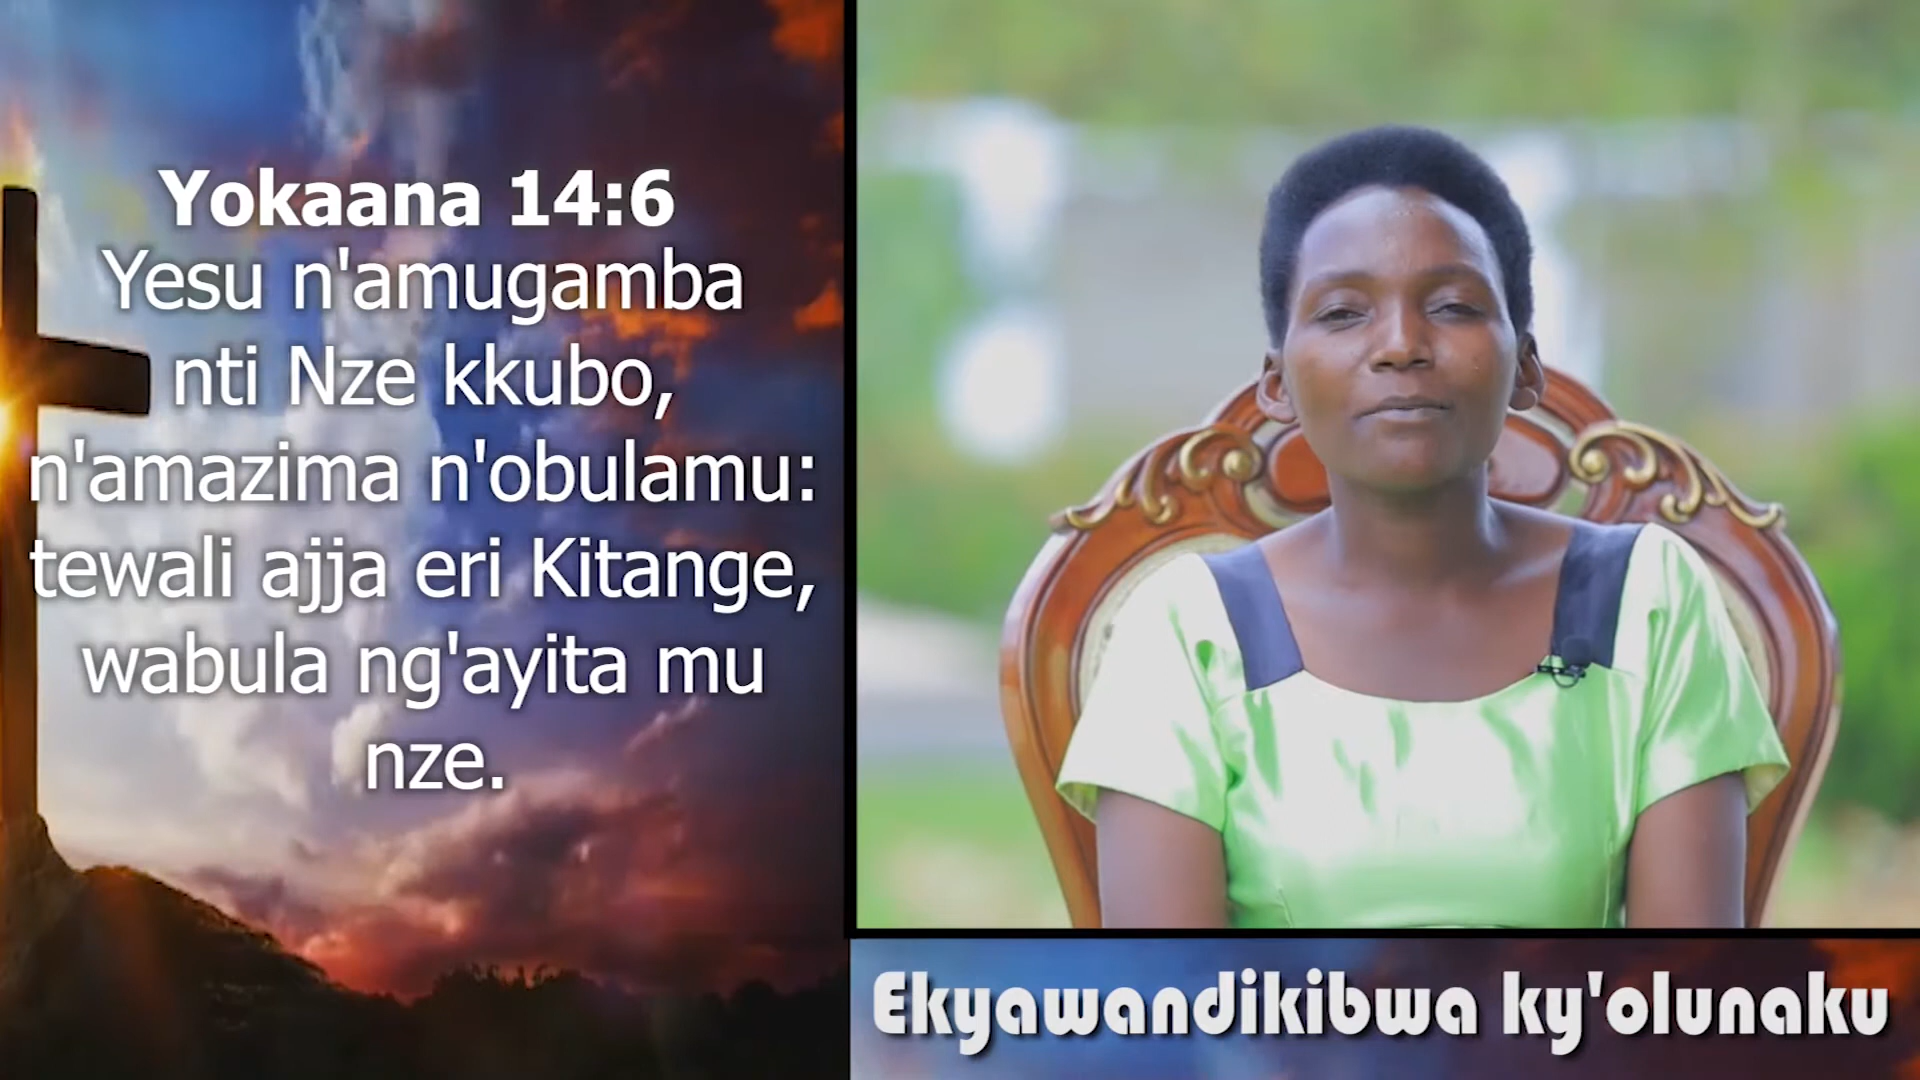 Yokaana 14:6
Yesu n'amugamba
nti Nze kkubo,
n'amazima n'obulamu:
tewali ajja eri Kitange,
wabula ng'ayita mu
nze.
Ekyawandikibwa ky'olunaku